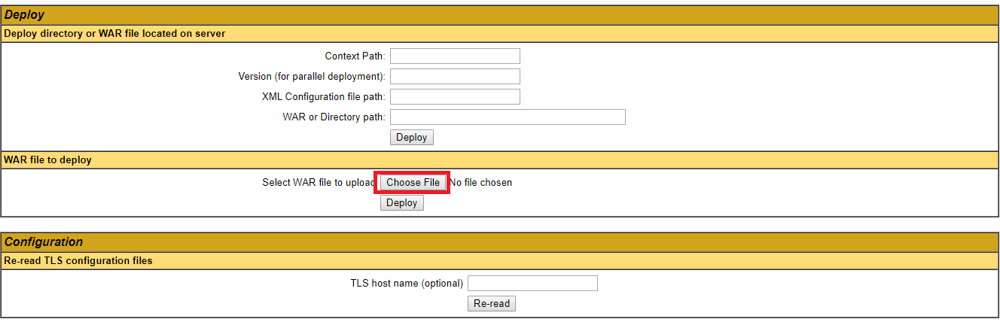 Deploy
Deploy directory or WAR file located on server
Context Path:
Version (for parallel deployment):
XML Configuration file path:
WAR or Directory path:
Deploy
WAR file to deploy
Select WAR file to upload Choose File No file chosen
Deploy
Configuration
Re-read TLS configuration files
TLS host name (optional)
Re-read